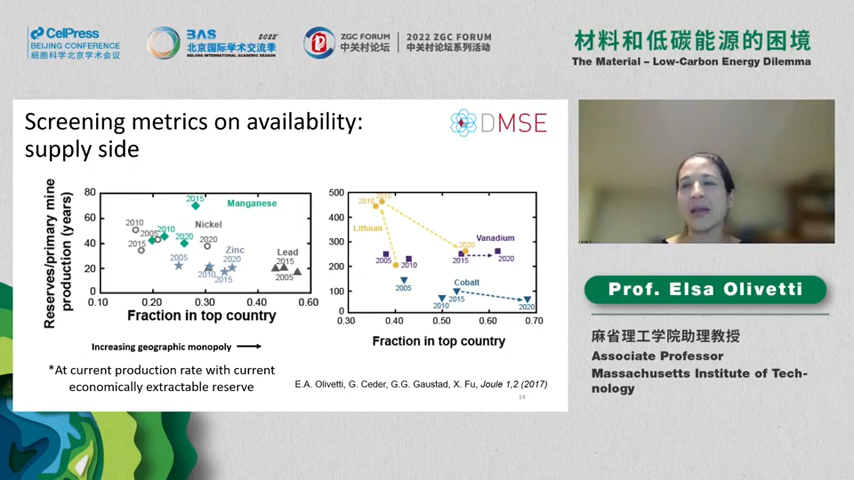 CellPress
BEIJING CONFERENCE
细胞科学北京学术会议
BAS 2022
北京国际学术交流季
BEIJING INTERNATIONAL ACADEMIC SEASON
ZGC FORUM
中关村论坛
2022 ZGC FORUM
中关村论坛系列活动
材料和低碳能源的困境
The Material – Low-Carbon Energy Dilemma
Screening metrics on availability:
supply side
DMSE
Reserves/primary mine
production (years)
80
60
40
20
0
0.10 0.20 0.30 0.40 0.60
Fraction in top country
2015
Manganese
2010
2005
2015
2010
2020
Nickel
2020
Zinc
2005
2020
2010
2015
Lead
2015
2005
500
400
300
200
100
0
0.30 0.40 0.50 0.60 0.70
Fraction in top country
2010
2015
Lithium
2020
Vanadium
2005
2010
2015
2020
Cobalt
2005
2010
2015
2020
Increasing geographic monopoly
*At current production rate with current
economically extractable reserve
E.A. Olivetti, G. Ceder, G.G. Gaustad, X. Fu, Joule 1,2 (2017)
14
Prof. Elsa Olivetti
麻省理工学院助理教授
Associate Professor
Massachusetts Institute of Tech-
nology